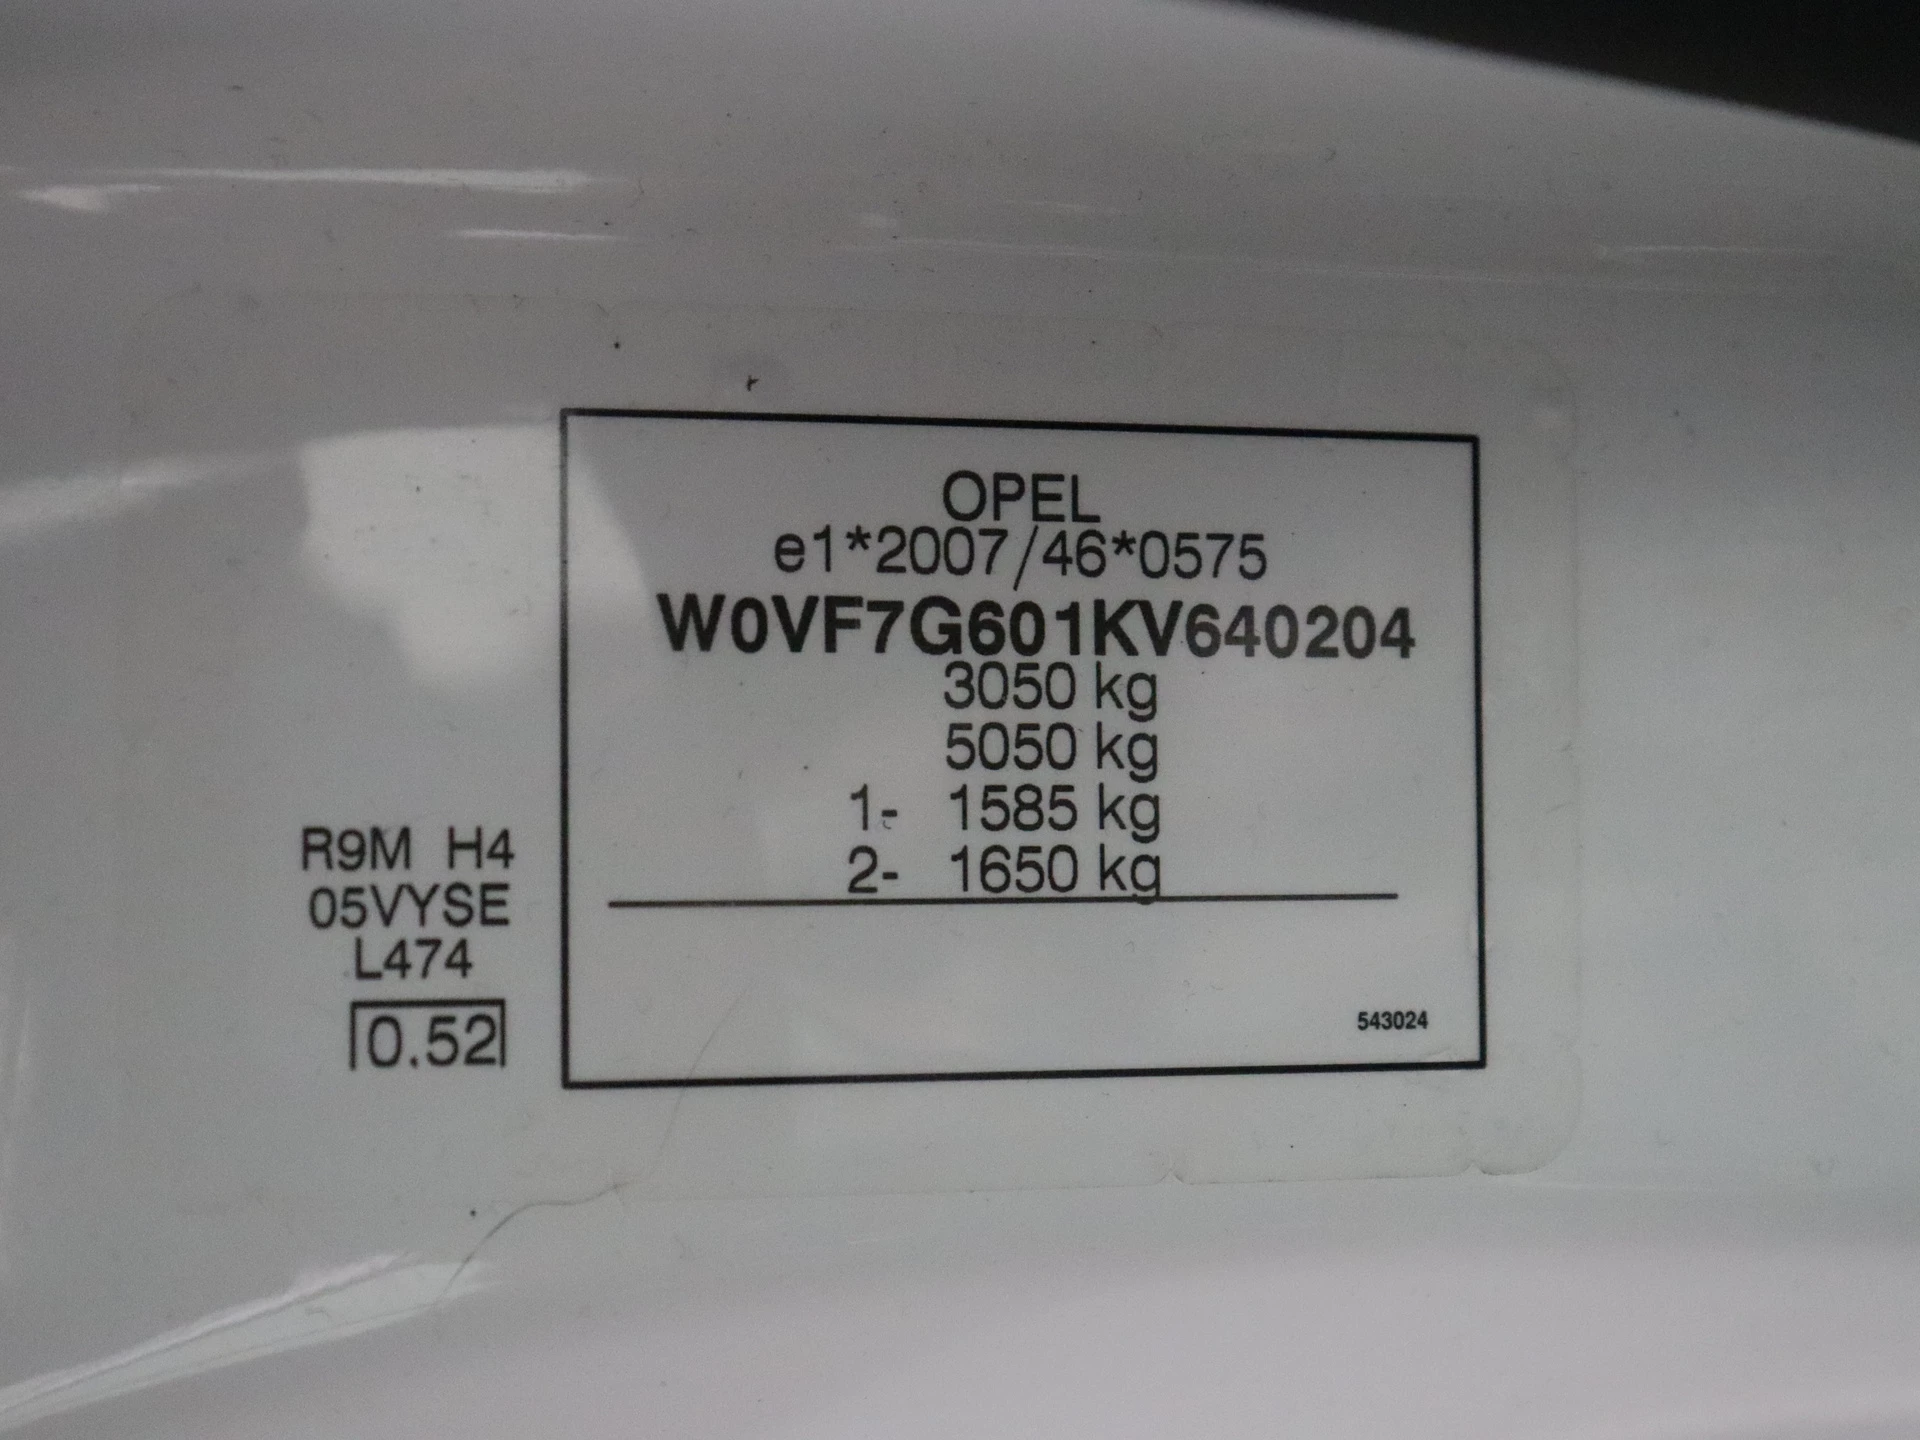 OPEL
e1*2007/46*0575
W0VF7G601KV640204
3050 kg
5050 kg
1- 1585 kg
2- 1650 kg
R9M H4
05VYSE
L474
0.52
543024